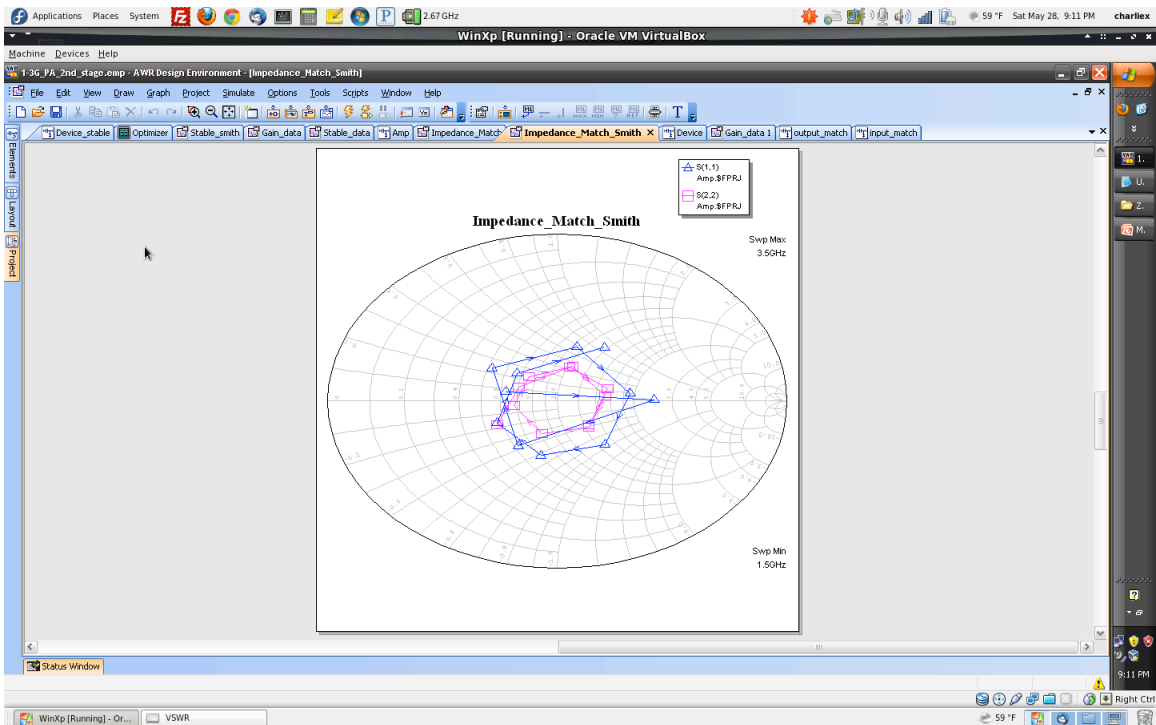 Applications Places System 2.67 GHz 59 °F Sat May 28, 9:11 PM charliex
WinXp [Running] - Oracle VM VirtualBox
Machine Devices Help
1-3G_PA_2nd_stage.emp - AWR Design Environment - [Impedance_Match_Smith]
File Edit View Draw Graph Project Simulate Options Tools Scripts Window Help
Device_stable Optimizer Stable_smith Gain_data Stable_data Amp Impedance_Match Impedance_Match_Smith Device Gain_data 1 output_match input_match
Elements
Layout
Project
S(1,1)
Amp.$FPRJ
S(2,2)
Amp.$FPRJ
Impedance_Match_Smith
Swp Max
3.5GHz
Swp Min
1.5GHz
1.
U.
Z.
M.
Status Window
9:11 PM
Right Ctrl
WinXp [Running] - Or... VSWR 59 °F